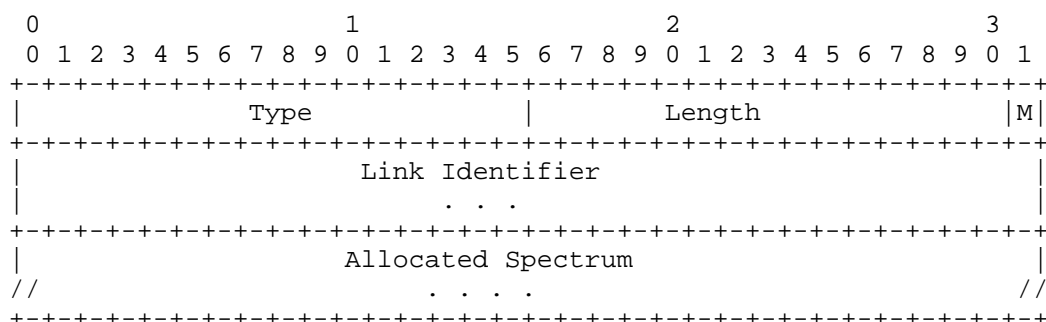 0                   1                   2                   3
 0 1 2 3 4 5 6 7 8 9 0 1 2 3 4 5 6 7 8 9 0 1 2 3 4 5 6 7 8 9 0 1
+-+-+-+-+-+-+-+-+-+-+-+-+-+-+-+-+-+-+-+-+-+-+-+-+-+-+-+-+-+-+-+-+
|              Type             |         Length              |M|
+-+-+-+-+-+-+-+-+-+-+-+-+-+-+-+-+-+-+-+-+-+-+-+-+-+-+-+-+-+-+-+-+
|                     Link Identifier                           |
|                          . . .                                |
+-+-+-+-+-+-+-+-+-+-+-+-+-+-+-+-+-+-+-+-+-+-+-+-+-+-+-+-+-+-+-+-+
|                    Allocated Spectrum                         |
//                        . . . .                              //
+-+-+-+-+-+-+-+-+-+-+-+-+-+-+-+-+-+-+-+-+-+-+-+-+-+-+-+-+-+-+-+-+